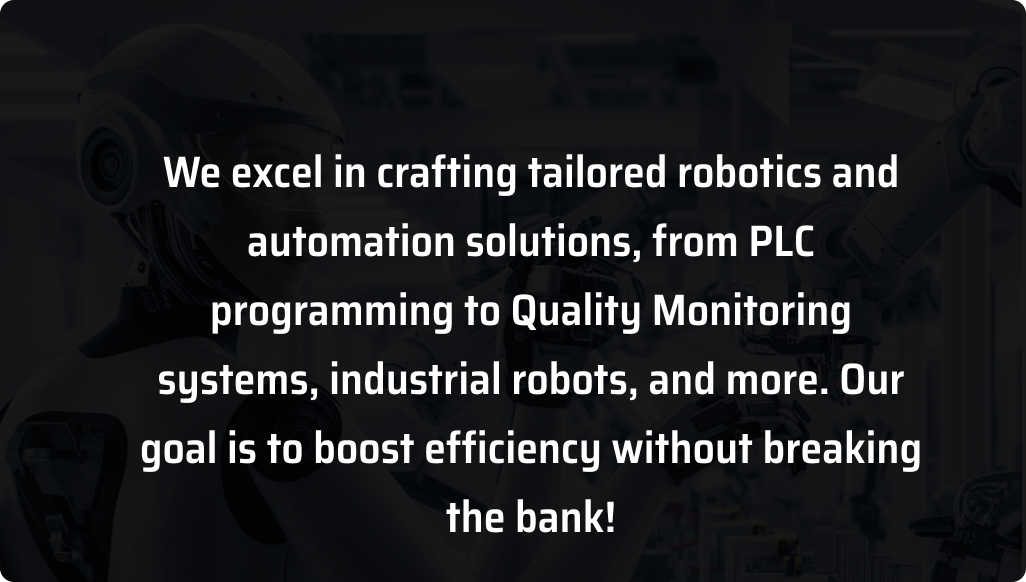 We excel in crafting tailored robotics and
automation solutions, from PLC
programming to Quality Monitoring
systems, industrial robots, and more. Our
goal is to boost efficiency without breaking
the bank!